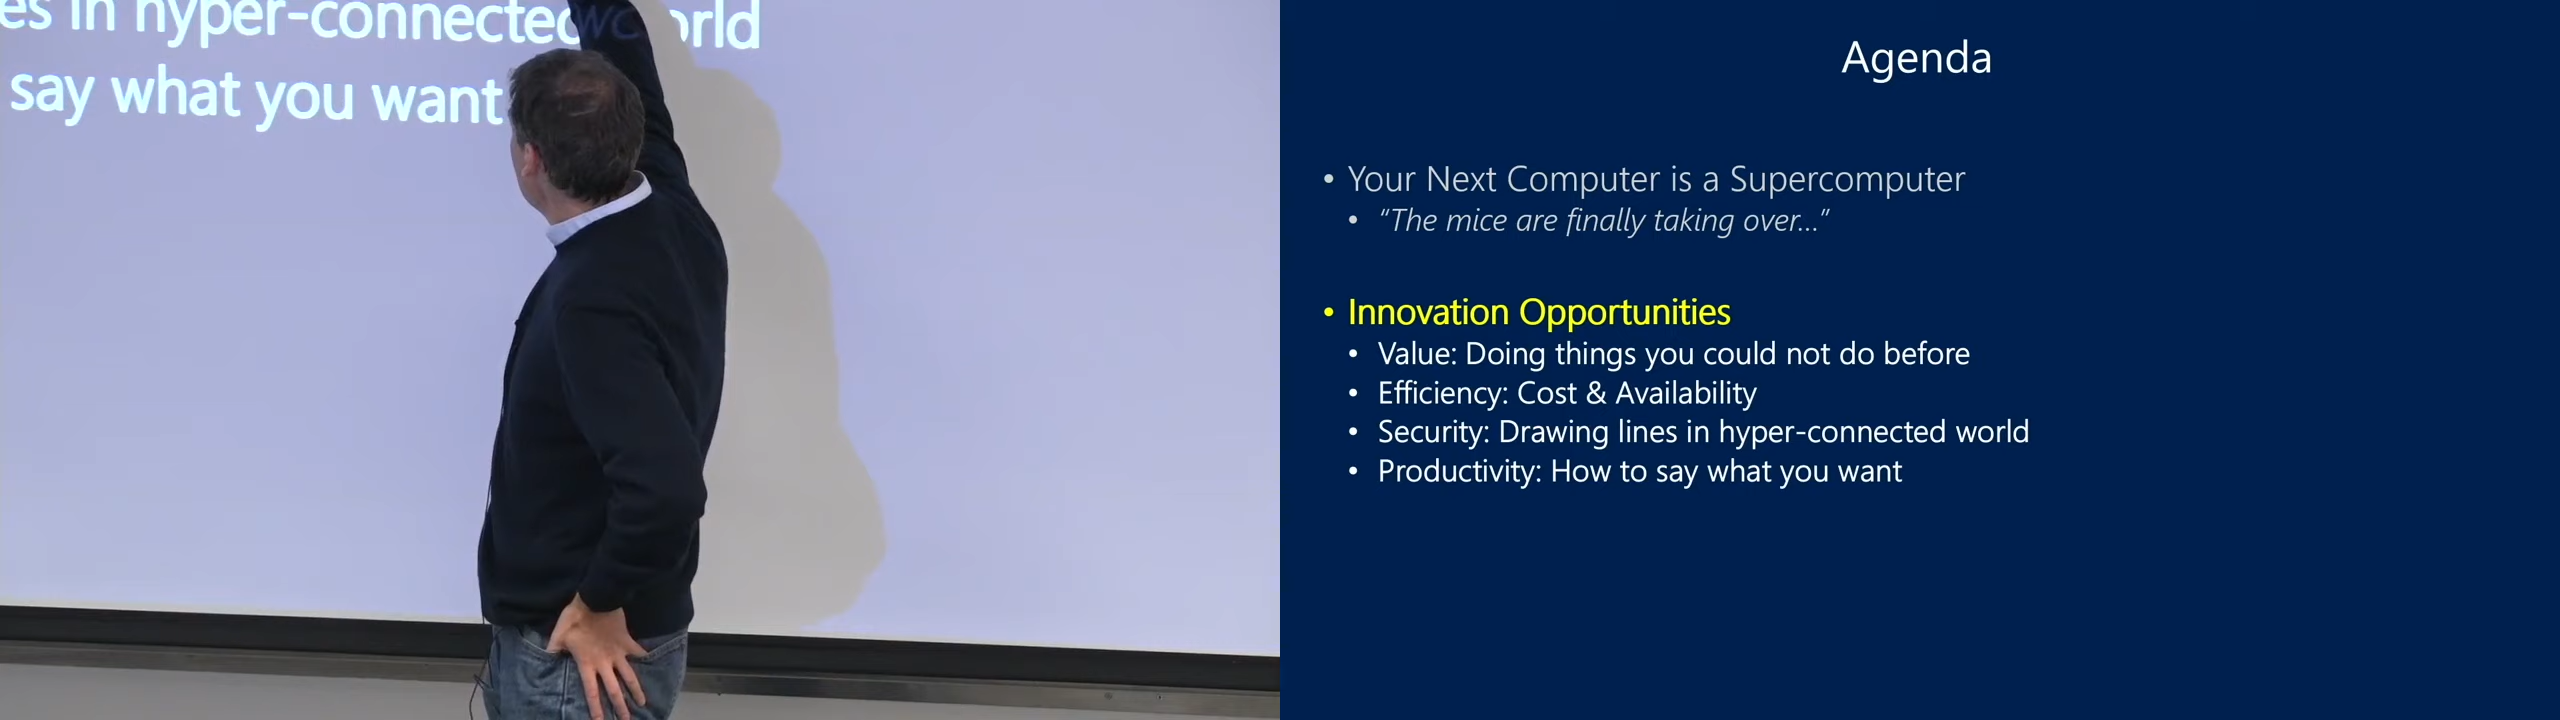 es in hyper-connected world
say what you want
Agenda
• Your Next Computer is a Supercomputer
• “The mice are finally taking over...”
• Innovation Opportunities
• Value: Doing things you could not do before
• Efficiency: Cost & Availability
• Security: Drawing lines in hyper-connected world
• Productivity: How to say what you want